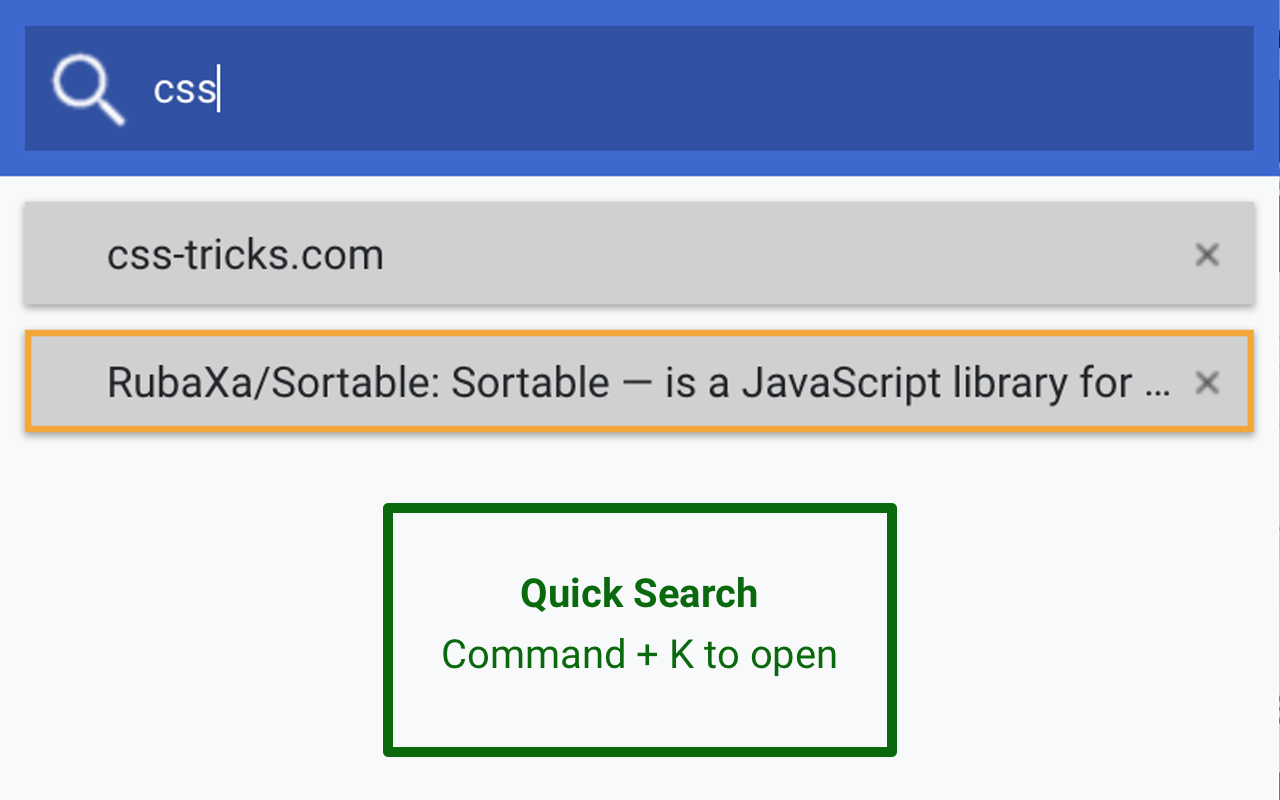 css
css-tricks.com
RubaXa/Sortable: Sortable — is a JavaScript library for ...
Quick Search
Command + K to open